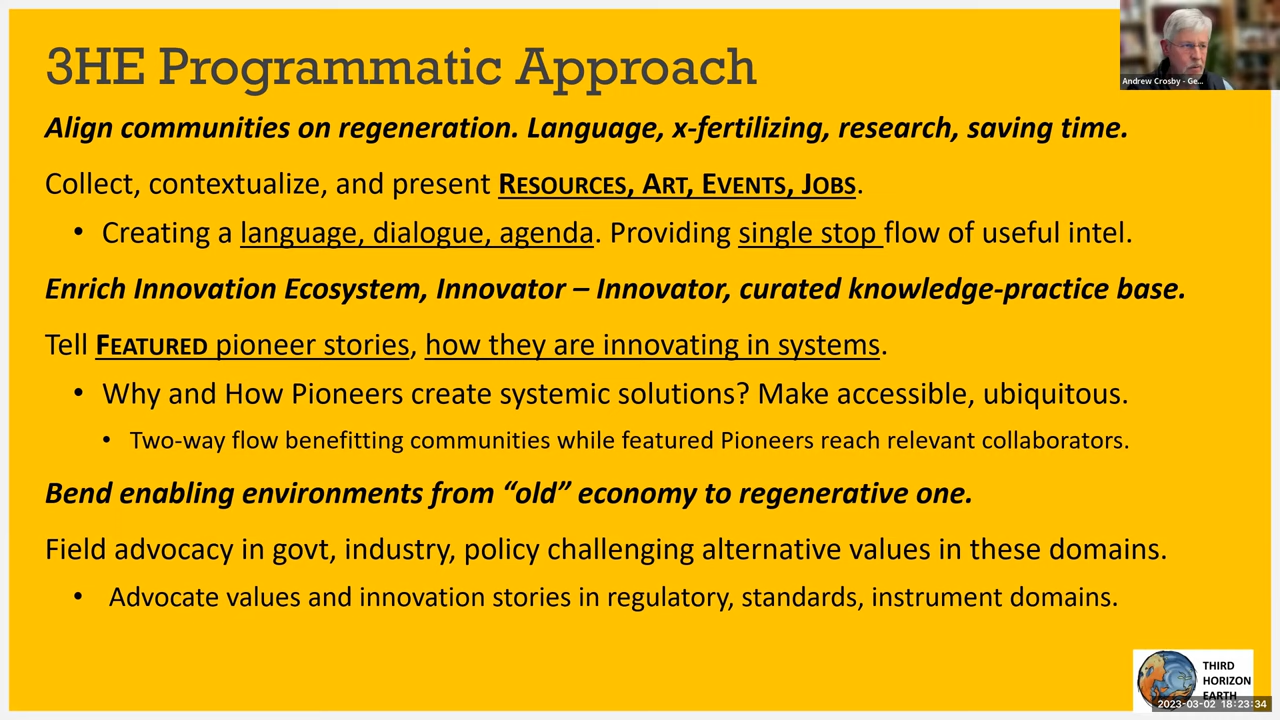 3HE Programmatic Approach
Andrew Crosby - Ge...
Align communities on regeneration. Language, x-fertilizing, research, saving time.
Collect, contextualize, and present RESOURCES, ART, EVENTS, JOBS.
• Creating a language, dialogue, agenda. Providing single stop flow of useful intel.
Enrich Innovation Ecosystem, Innovator – Innovator, curated knowledge-practice base.
Tell FEATURED pioneer stories, how they are innovating in systems.
• Why and How Pioneers create systemic solutions? Make accessible, ubiquitous.
• Two-way flow benefitting communities while featured Pioneers reach relevant collaborators.
Bend enabling environments from “old” economy to regenerative one.
Field advocacy in govt, industry, policy challenging alternative values in these domains.
• Advocate values and innovation stories in regulatory, standards, instrument domains.
THIRD
HORIZON
EARTH
2023-03-02 18:23:34